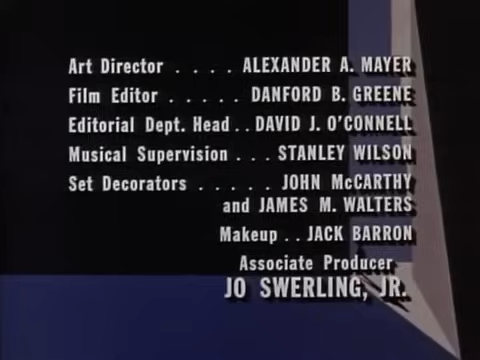 Art Director . . . . ALEXANDER A. MAYER
Film Editor . . . . . DANFORD B. GREENE
Editorial Dept. Head . . DAVID J. O'CONNELL
Musical Supervision . . . STANLEY WILSON
Set Decorators . . . . . JOHN McCARTHY
and JAMES M. WALTERS
Makeup . . JACK BARRON
Associate Producer
JO SWERLING, JR.